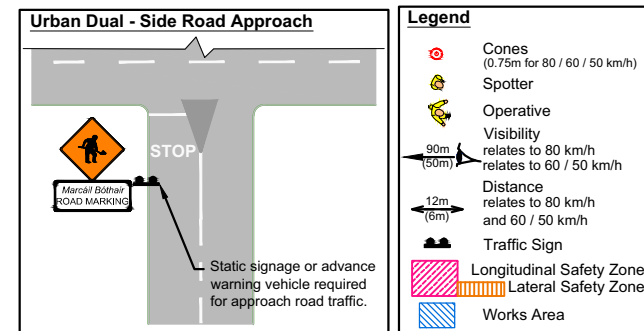 Urban Dual - Side Road Approach
STOP
Marcáil Bóthair
ROAD MARKING
Static signage or advance
warning vehicle required
for approach road traffic.
Legend
Cones
(0.75m for 80 / 60 / 50 km/h)
Spotter
Operative
Visibility
90m
(50m)
relates to 80 km/h
relates to 60 / 50 km/h
Distance
12m
(6m)
relates to 80 km/h
and 60 / 50 km/h
Traffic Sign
Longitudinal Safety Zone
Lateral Safety Zone
Works Area